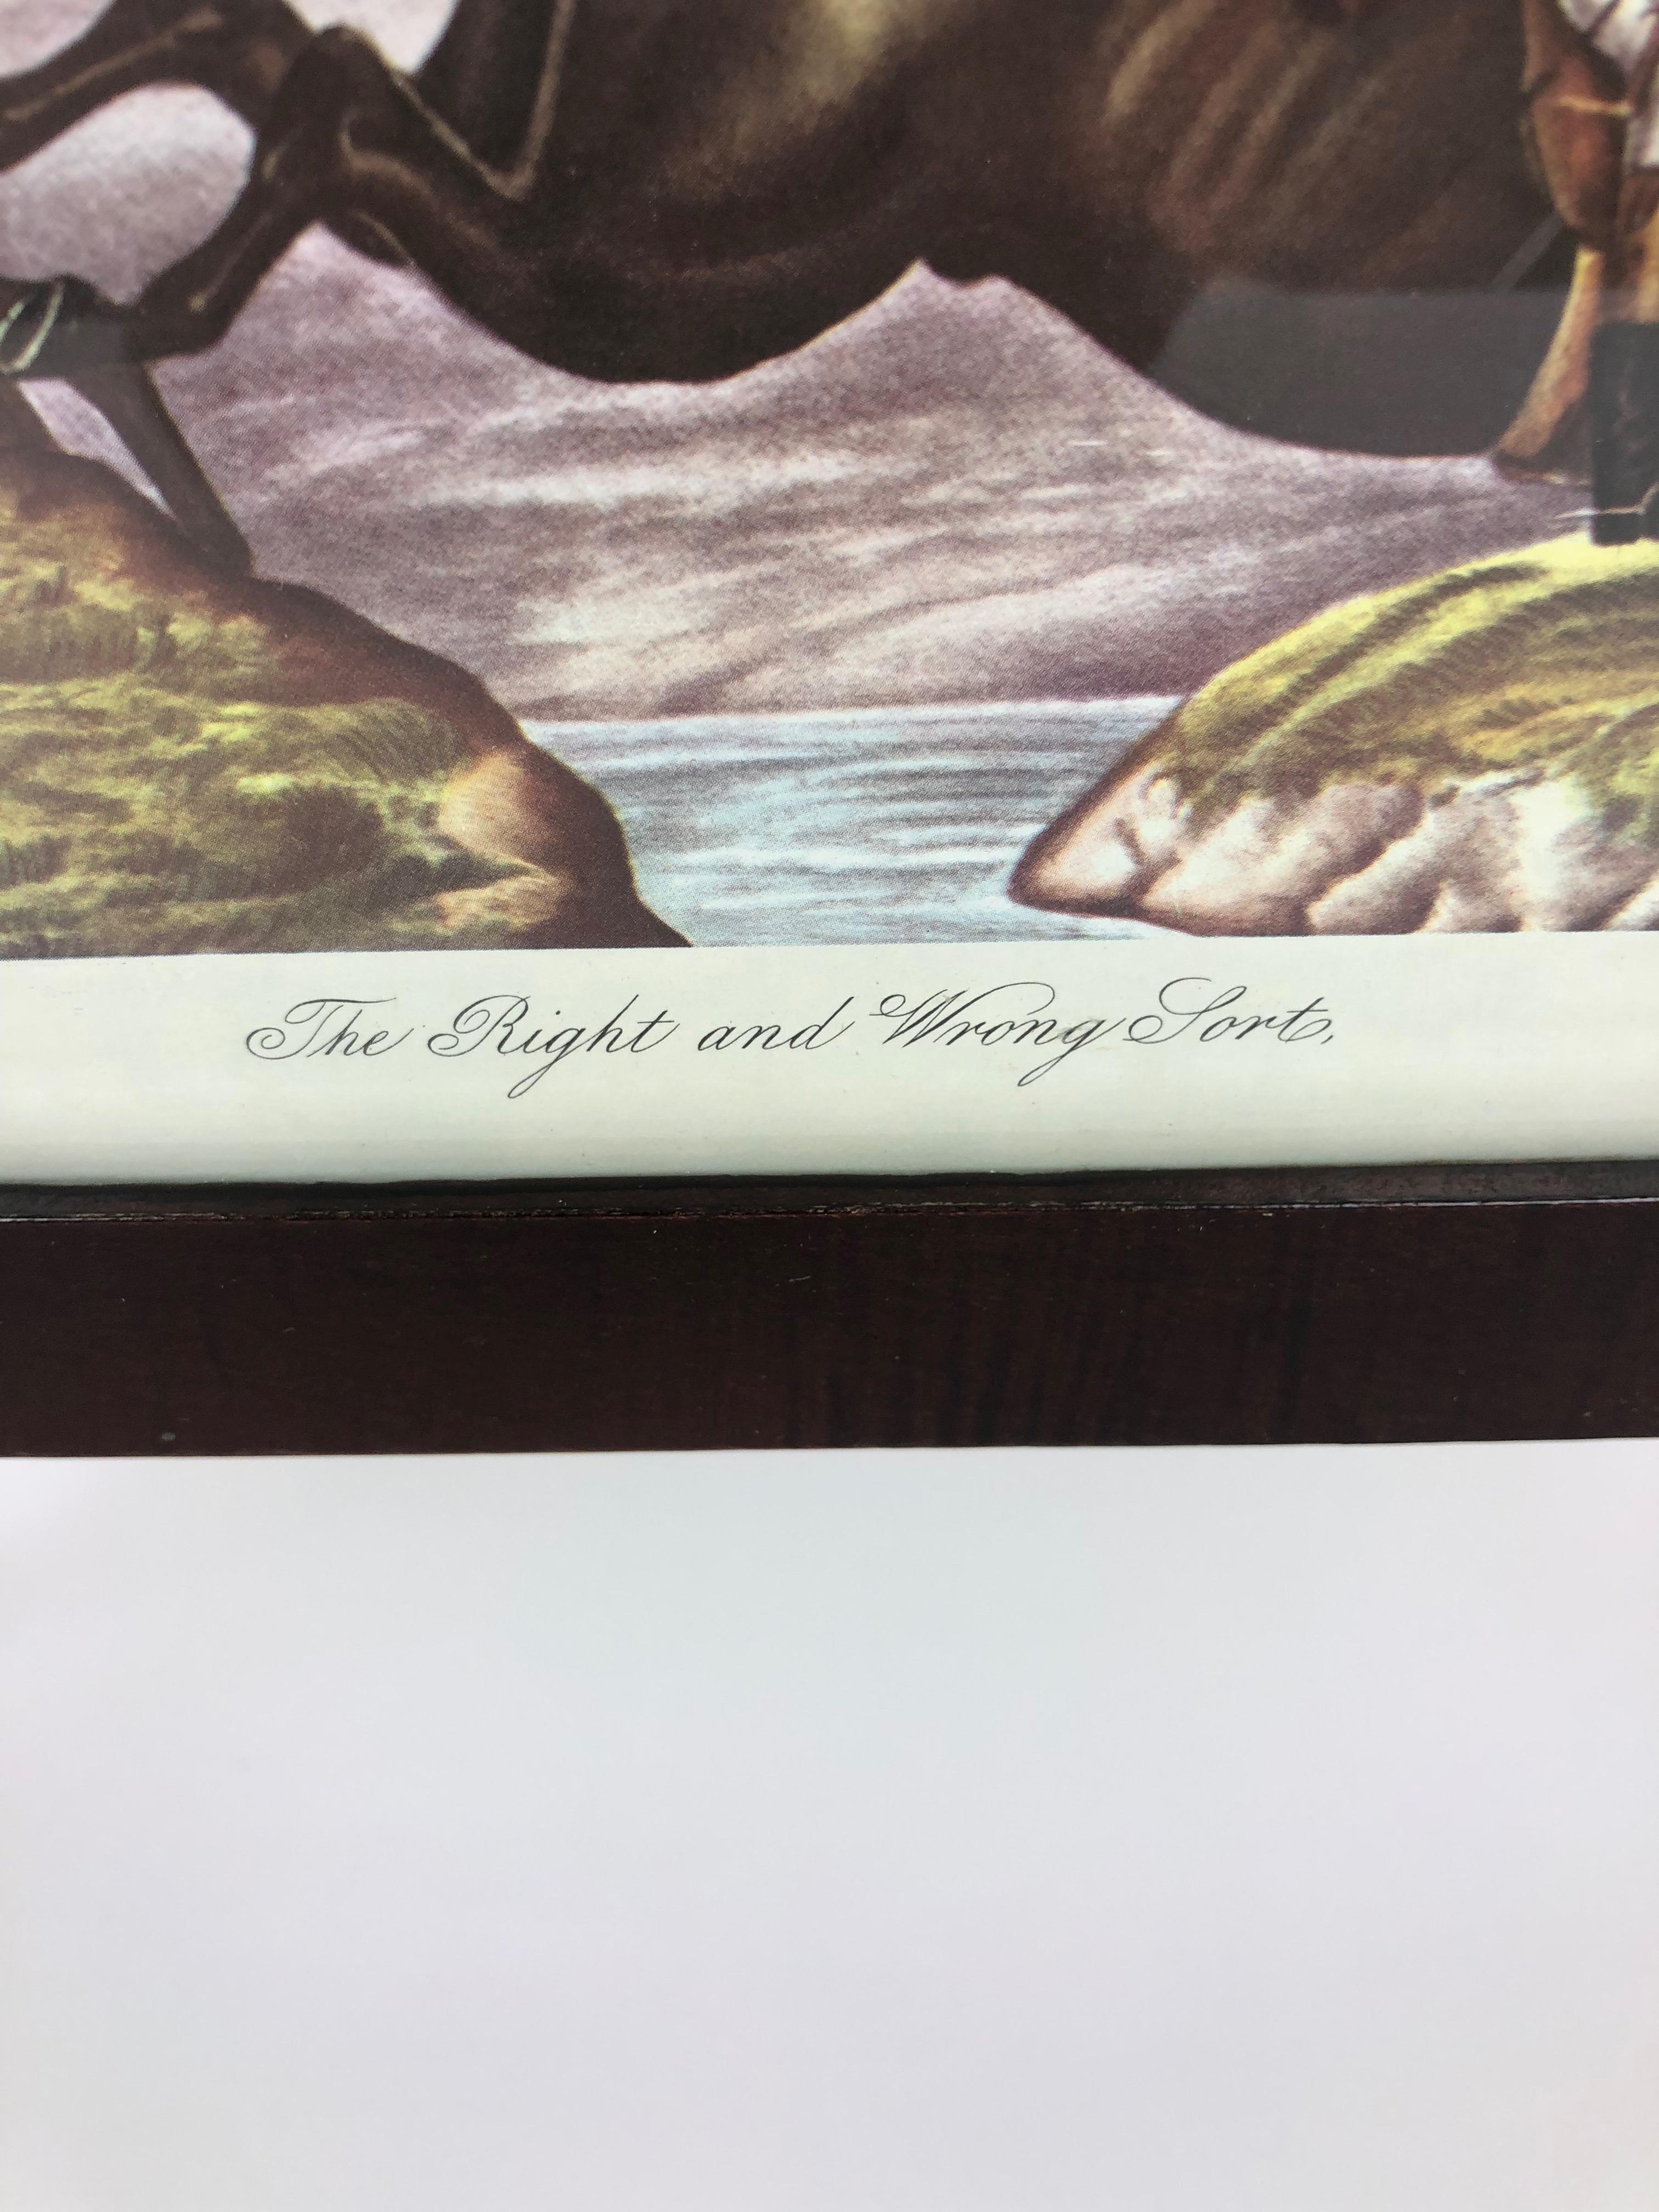 The Right and Wrong Sort,